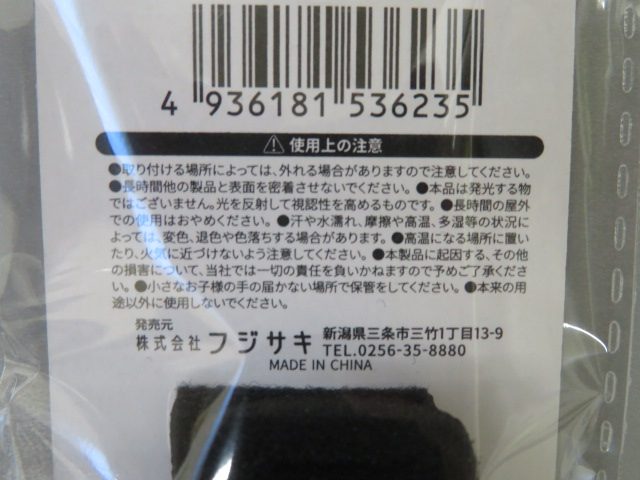 4 936181 536235
使用上の注意
●取り付ける場所によっては、外れる場合がありますので注意してください。
●長時間他の製品と表面を密着させないでください。●本品は発光する物
ではございません。光を反射して視認性を高めるものです。●長時間の屋外
での使用はおやめください。●汗や水濡れ、摩擦や高温、多湿等の状況に
よっては、変色、退色や色落ちする場合があります。●高温になる場所に置い
たり、火気に近づけないよう注意してください。●本製品に起因する、その他
の損害について、当社では一切の責任を負いかねますので予めご了承くださ
い。●小さなお子様の手の届かない場所で保管をしてください。●本来の用
途以外に使用しないでください。
発売元
株式会社 フジサキ
新潟県三条市三竹1丁目13-9
TEL.0256-35-8880
MADE IN CHINA